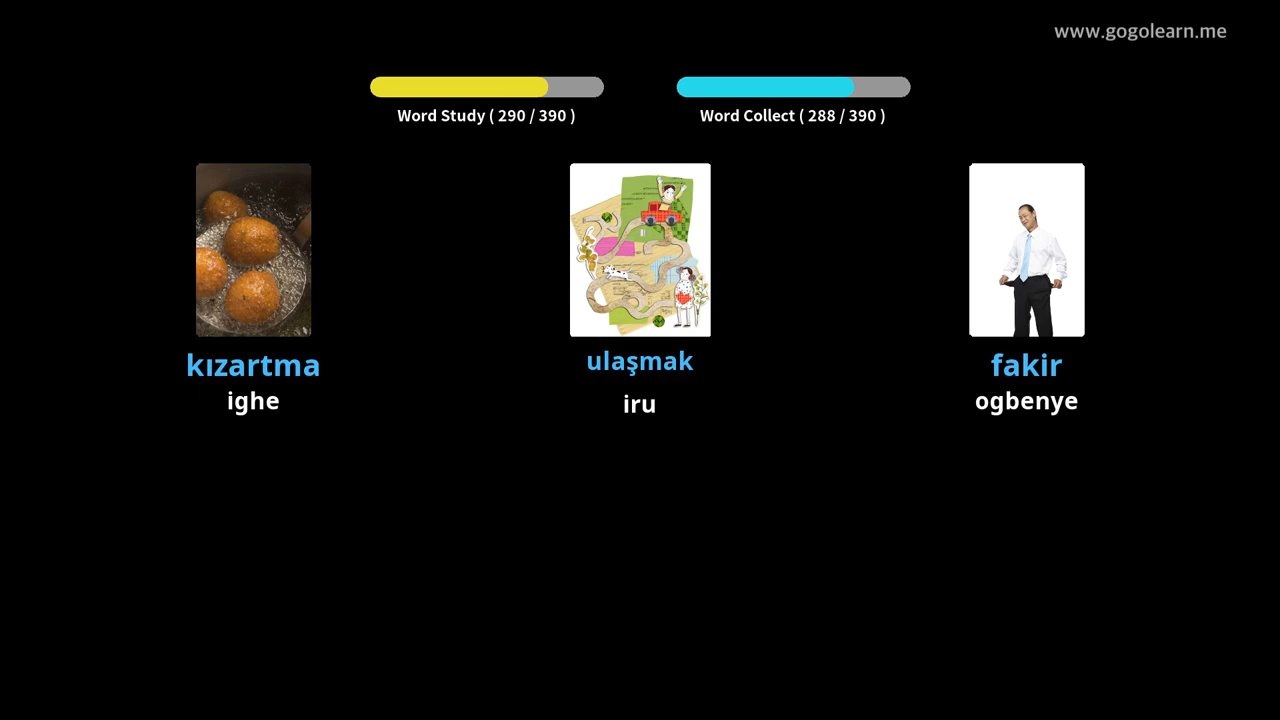 www.gogolearn.me
Word Study ( 290 / 390 )
Word Collect ( 288 / 390 )
kızartma
ighe
ulaşmak
iru
fakir
ogbenye